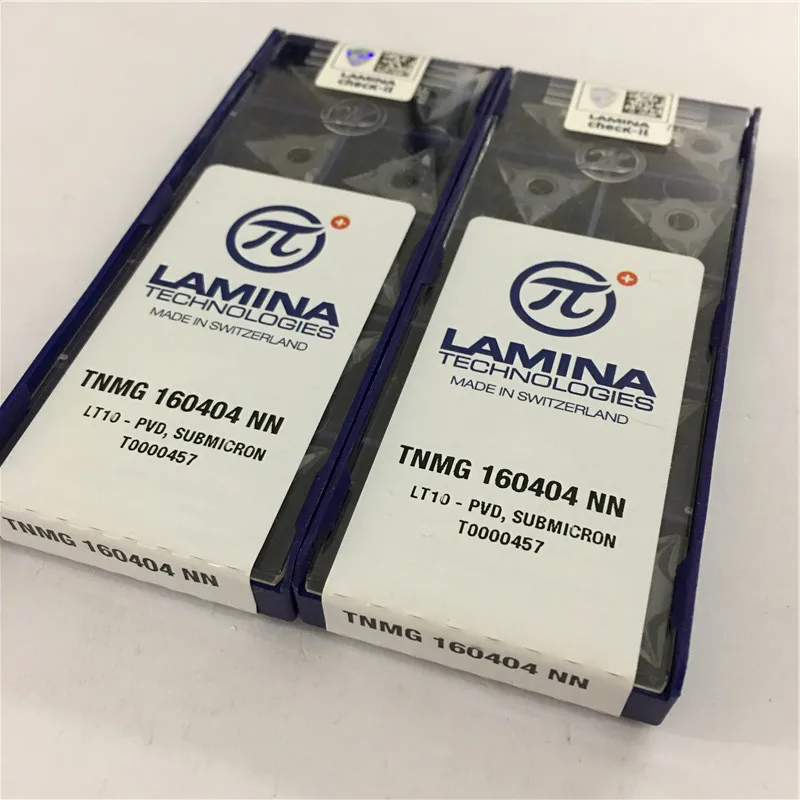 LAMINA
check-it
π
LAMINA
TECHNOLOGIES
MADE IN SWITZERLAND
TNMG 160404 NN
LT10 - PVD, SUBMICRON
T0000457
TNMG 160404 NN
LAMINA
check-it
π
LAMINA
TECHNOLOGIES
MADE IN SWITZERLAND
TNMG 160404 NN
LT10 - PVD, SUBMICRON
T0000457
TNMG 160404 NN